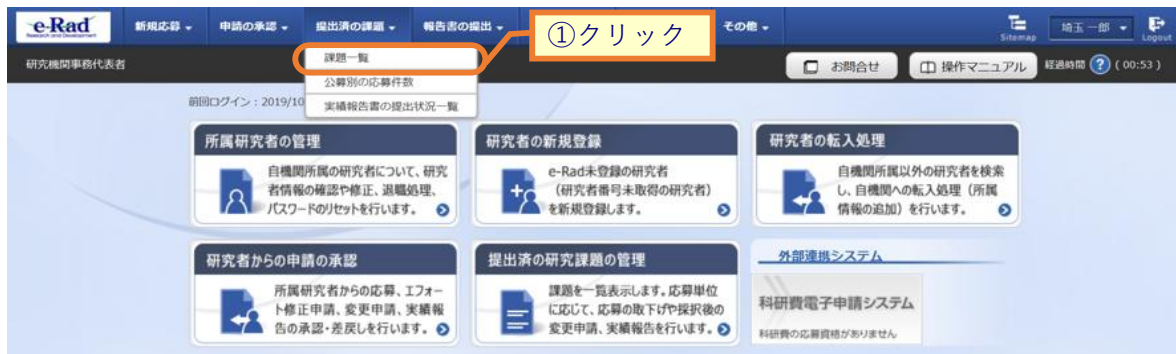 e-Rad
Research and Development
新規応募
申請の承認
提出済の課題
報告書の提出
①クリック
その他
Sitemap
埼玉 一郎
Logout
研究機関事務代表者
課題一覧
公募別の応募件数
実績報告書の提出状況一覧
お問合せ
操作マニュアル
経過時間 ? ( 00:53 )
前回ログイン：2019/10
所属研究者の管理
自機関所属の研究者について、研究
者情報の確認や修正、退職処理、
パスワードのリセットを行います。
研究者の新規登録
e-Rad未登録の研究者
（研究者番号未取得の研究者）
を新規登録します。
研究者の転入処理
自機関所属以外の研究者を検索
し、自機関への転入処理（所属
情報の追加）を行います。
研究者からの申請の承認
所属研究者からの応募、エフォー
ト修正申請、変更申請、実績報
告の承認・差戻しを行います。
提出済の研究課題の管理
課題を一覧表示します。応募単位
に応じて、応募の取下げや採択後の
変更申請、実績報告を行います。
外部連携システム
科研費電子申請システム
科研費の応募資格がありません